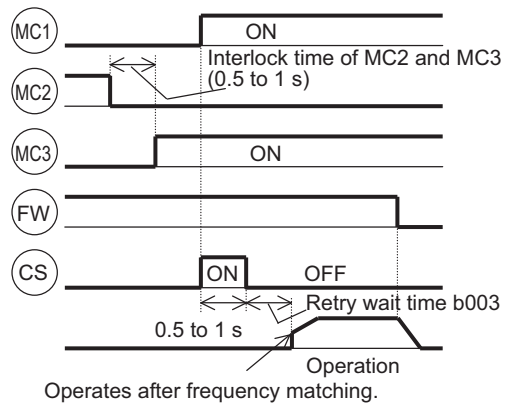 MC1
ON
Interlock time of MC2 and MC3
(0.5 to 1 s)
MC2
MC3
ON
FW
CS
ON
OFF
Retry wait time b003
0.5 to 1 s
Operation
Operates after frequency matching.